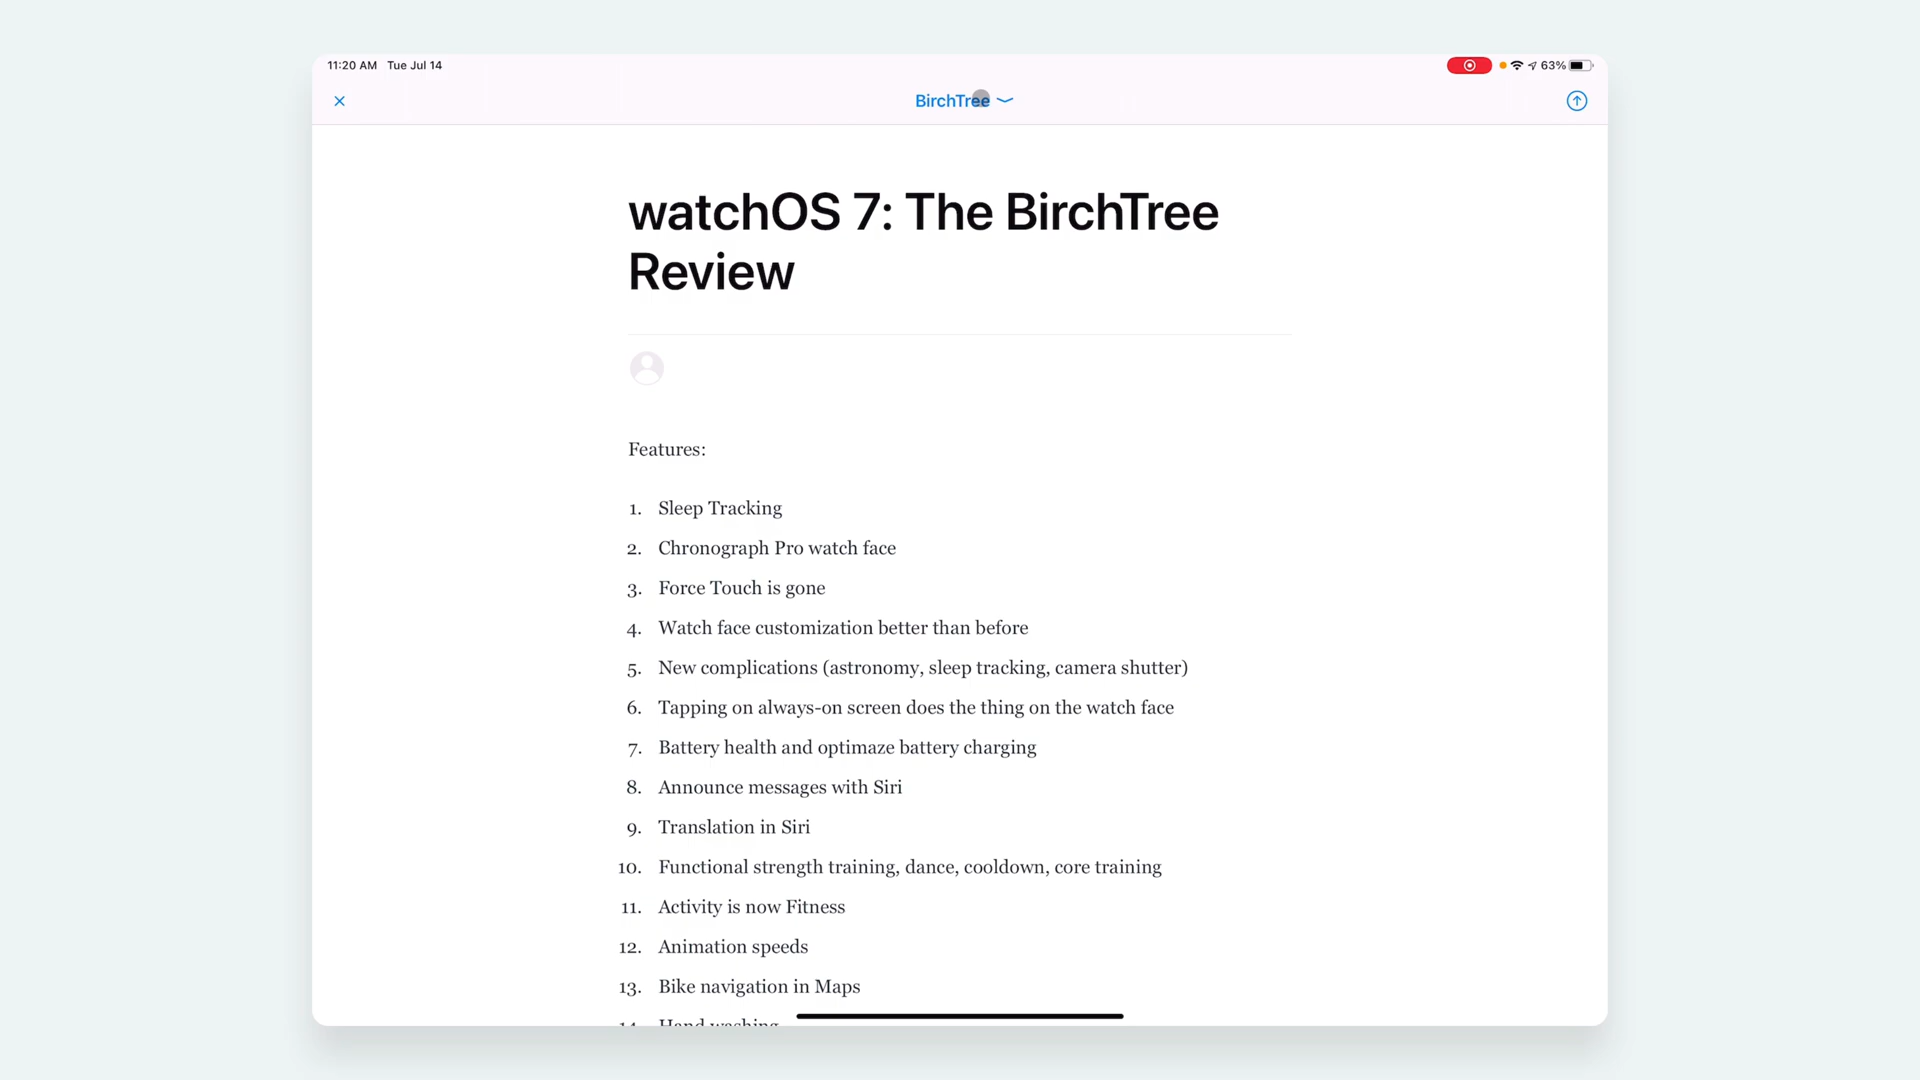 11:20 AM Tue Jul 14
63%
BirchTree
watchOS 7: The BirchTree
Review
Features:
1. Sleep Tracking
2. Chronograph Pro watch face
3. Force Touch is gone
4. Watch face customization better than before
5. New complications (astronomy, sleep tracking, camera shutter)
6. Tapping on always-on screen does the thing on the watch face
7. Battery health and optimaze battery charging
8. Announce messages with Siri
9. Translation in Siri
10. Functional strength training, dance, cooldown, core training
11. Activity is now Fitness
12. Animation speeds
13. Bike navigation in Maps
14. Hand washing